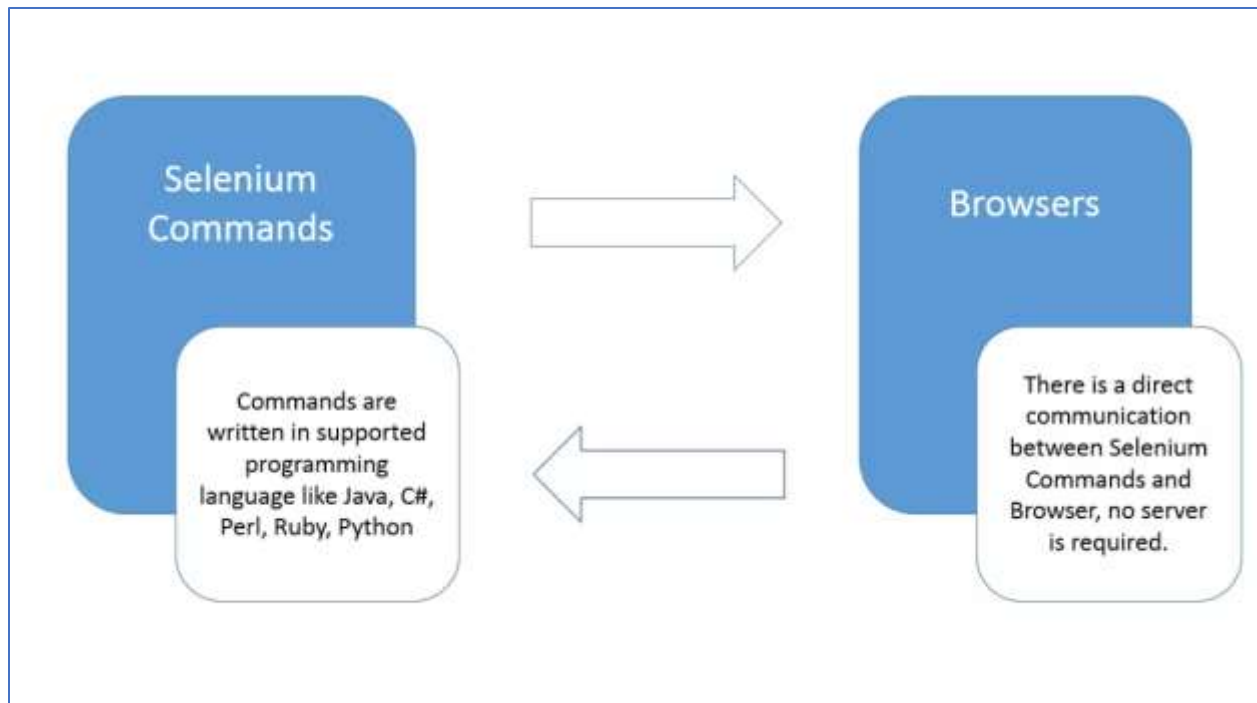 Selenium
Commands
Commands are
written in supported
programming
language like Java, C#,
Perl, Ruby, Python
Browsers
There is a direct
communication
between Selenium
Commands and
Browser, no server
is required.